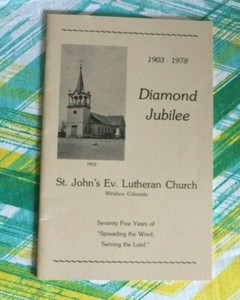 1903 - 1978
Diamond
Jubilee
1903
St. John's Ev. Lutheran Church
Windsor, Colorado
Seventy Five Years of
"Spreading the Word,
Serving the Lord."